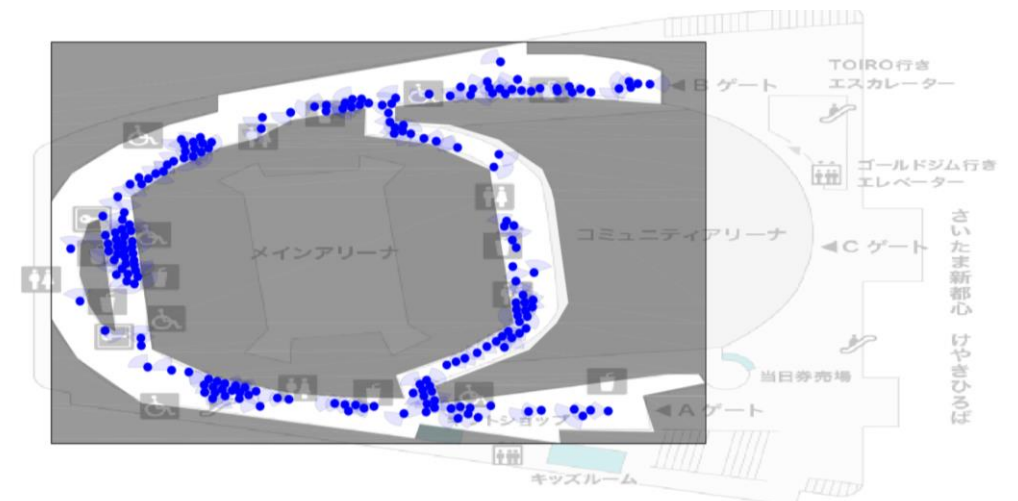 TOIRO行き
エスカレーター
Bゲート
ゴールドジム行き
エレベーター
さいたま新都心 けやきひろば
コミュニティアリーナ
メインアリーナ
Cゲート
当日券売場
Aゲート
ントショップ
キッズルーム